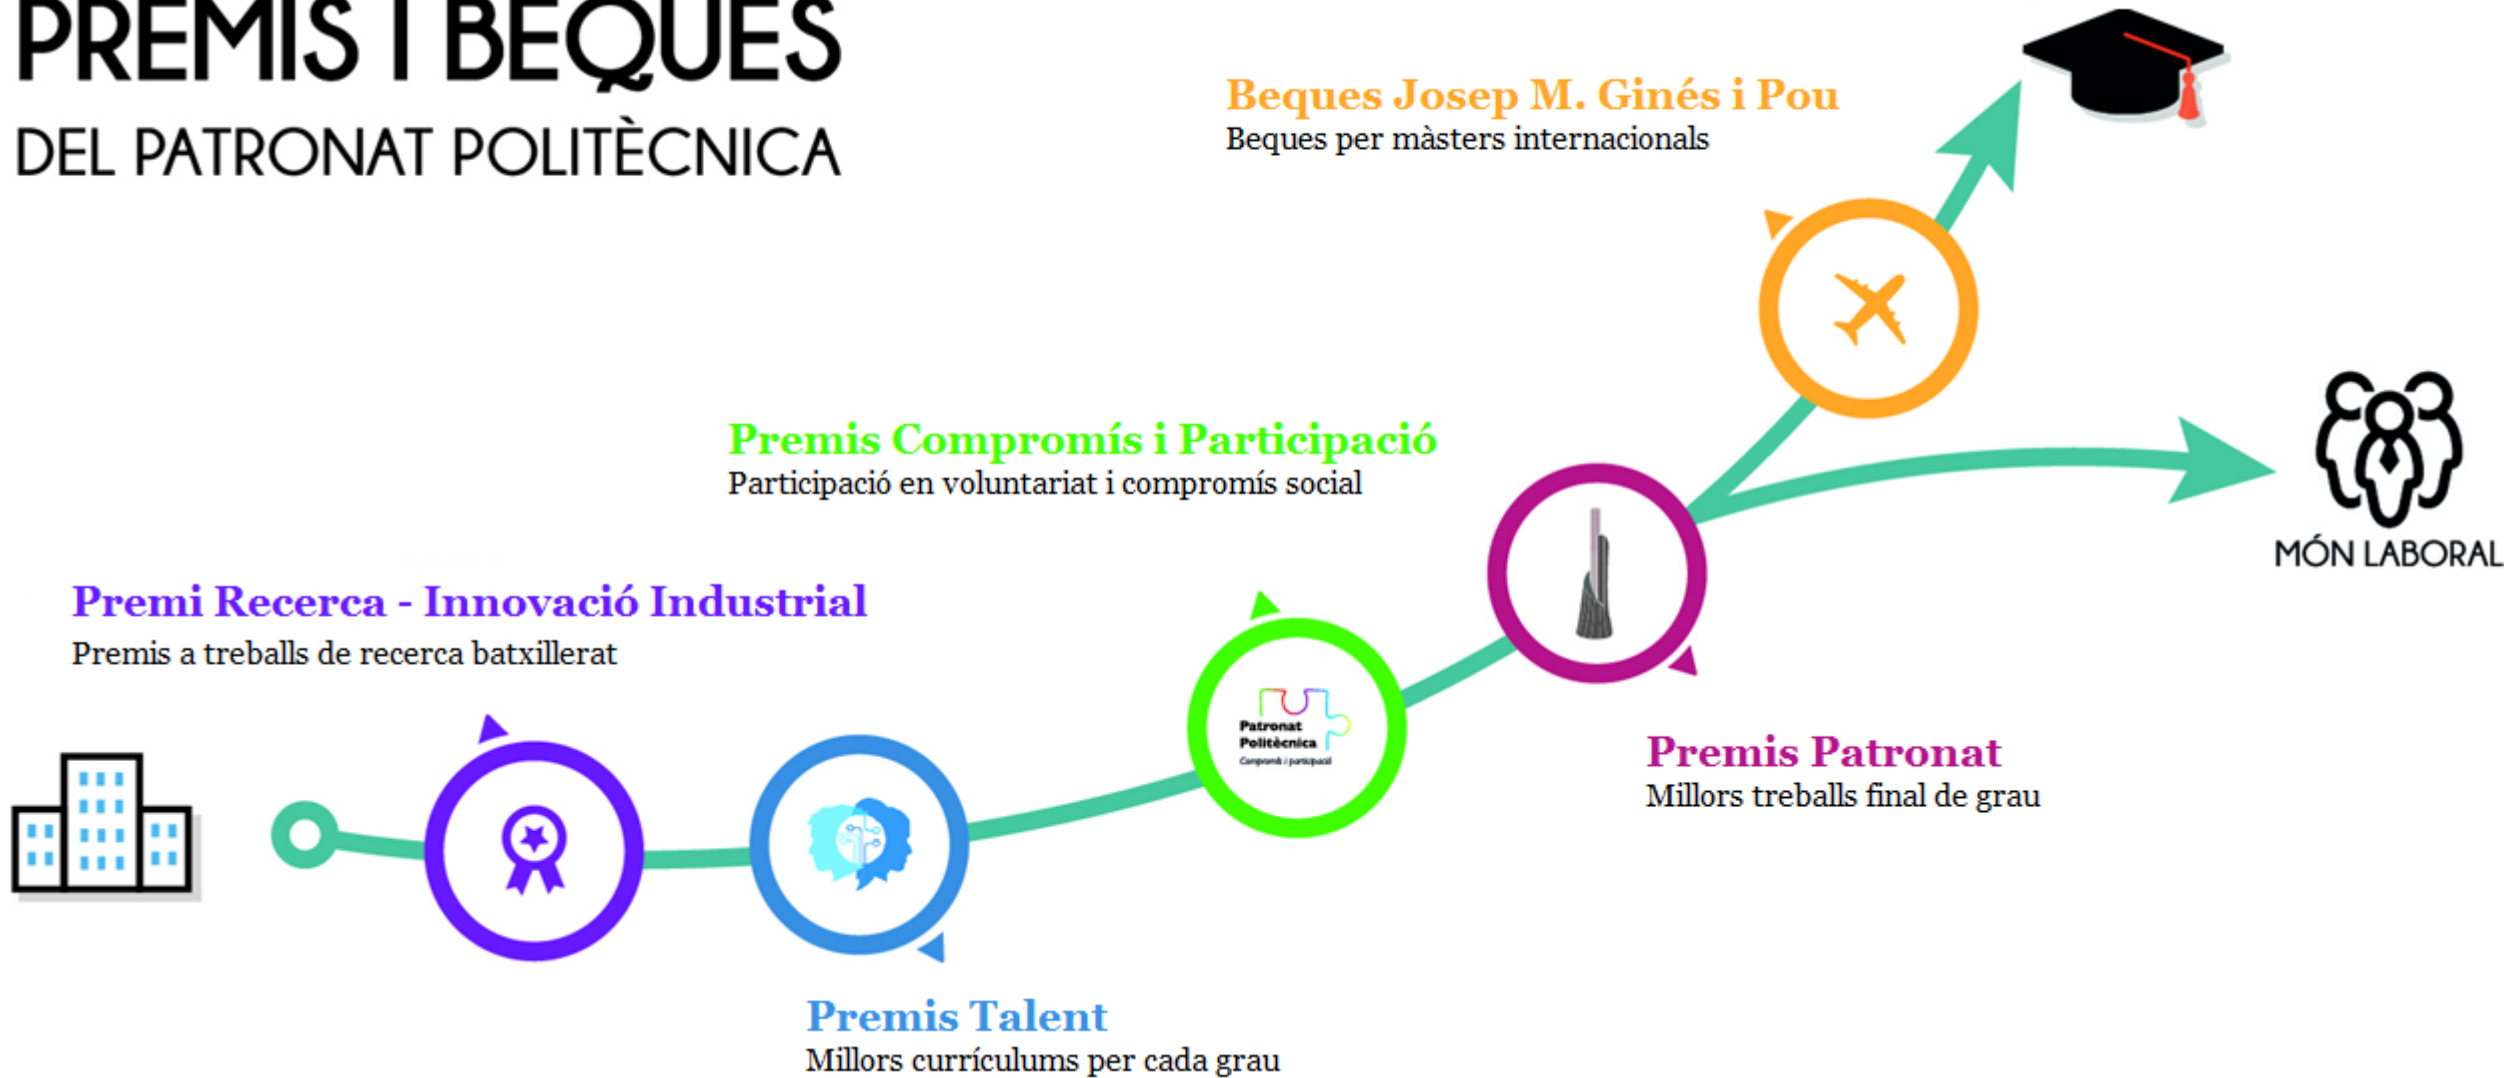 PREMIS I BEQUES
DEL PATRONAT POLITÈCNICA
Beques Josep M. Ginés i Pou
Beques per màsters internacionals
Premis Compromís i Participació
Participació en voluntariat i compromís social
MÓN LABORAL
Premi Recerca - Innovació Industrial
Premis a treballs de recerca batxillerat
Patronat
Politècnica
Compromís i participació
Premis Patronat
Millors treballs final de grau
Premis Talent
Millors currículums per cada grau